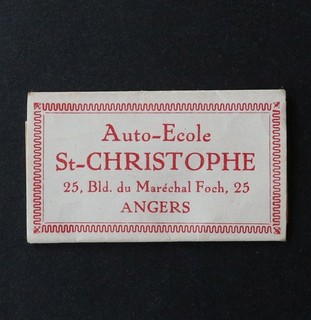 Auto-Ecole
St-CHRISTOPHE
25, Bld. du Maréchal Foch, 25
ANGERS